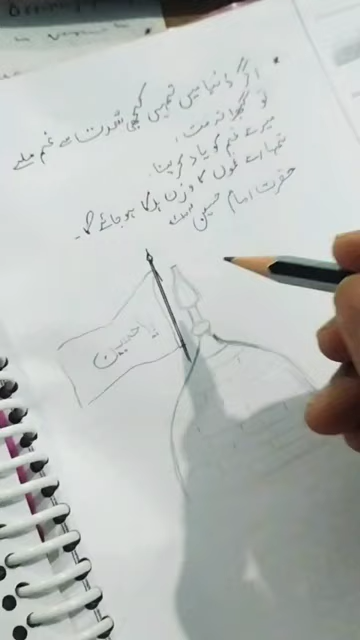 اگر دنیا میں تمہیں کبھی شدت سے غم ملے
تو گھبرانہ مت،
میرے غم کو یاد کر لینا۔
تمہارے غموں کا وزن ہلکا ہو جائے گا۔
حضرت امام حسینؑ
یا حسینؑ